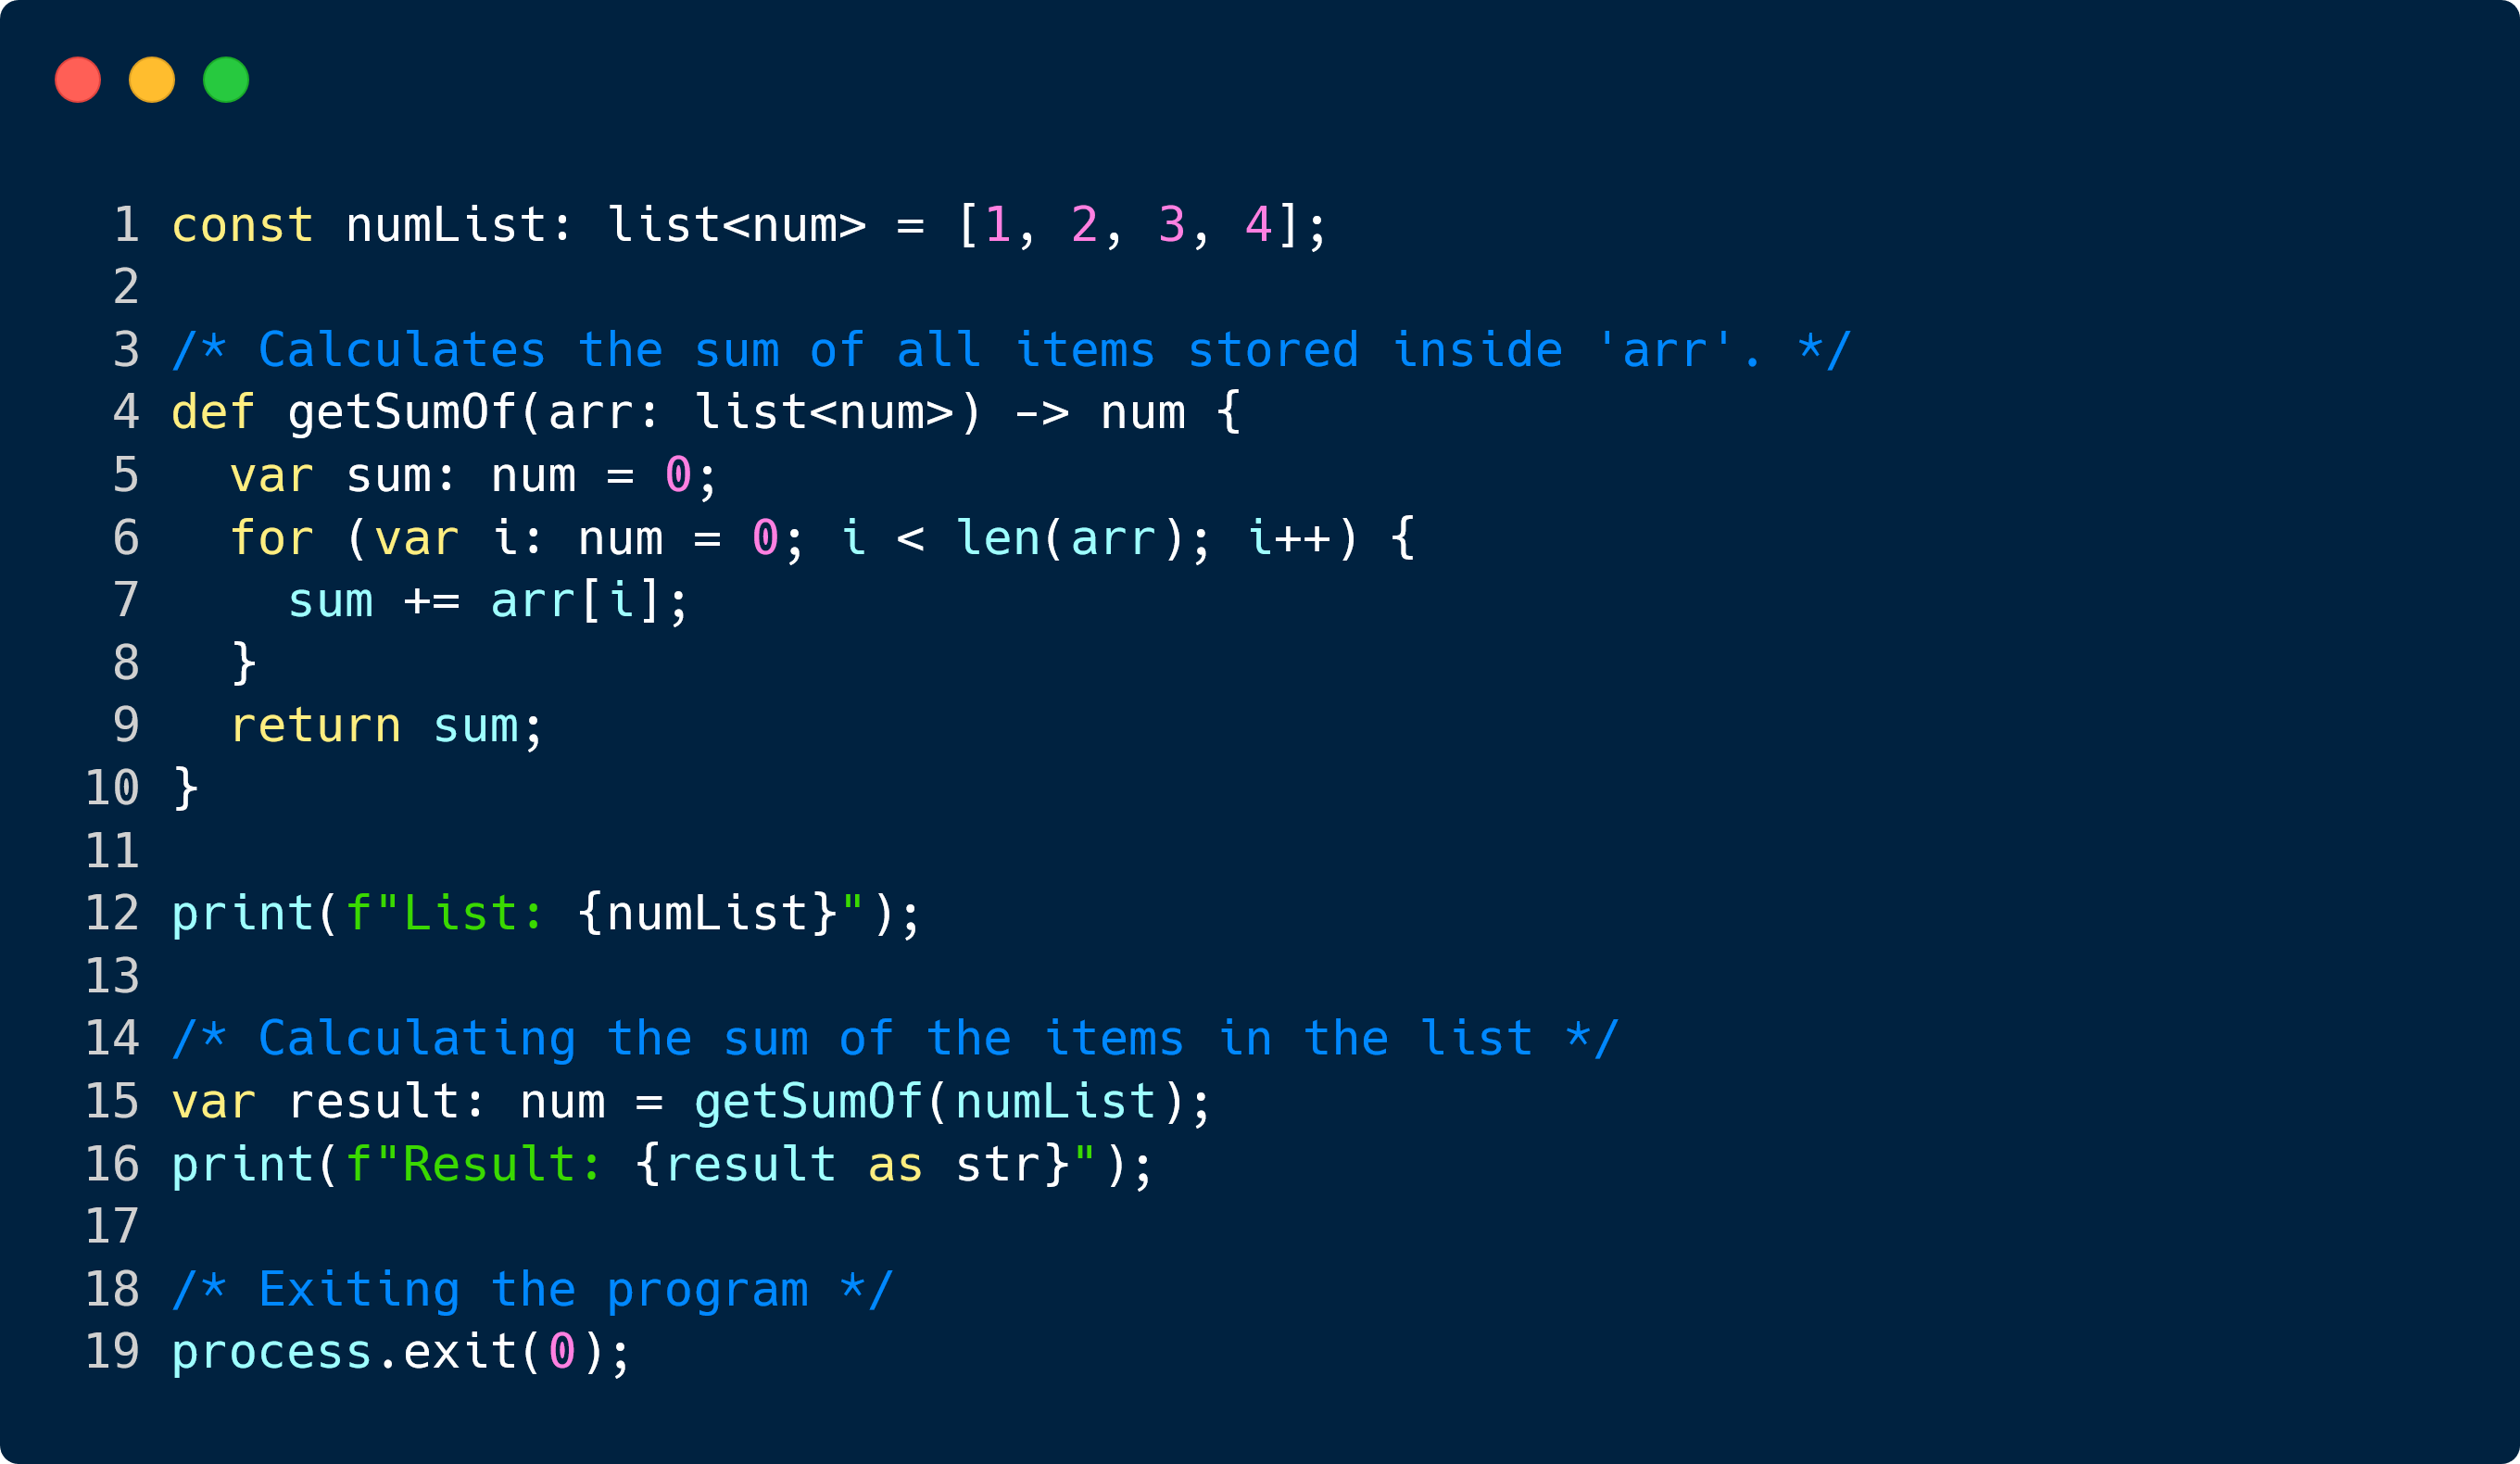 1 const numList: list<num> = [1, 2, 3, 4];
2
3 /* Calculates the sum of all items stored inside 'arr'. */
4 def getSumOf(arr: list<num>) -> num {
5   var sum: num = 0;
6   for (var i: num = 0; i < len(arr); i++) {
7     sum += arr[i];
8   }
9   return sum;
10 }
11
12 print(f"List: {numList}");
13
14 /* Calculating the sum of the items in the list */
15 var result: num = getSumOf(numList);
16 print(f"Result: {result as str}");
17
18 /* Exiting the program */
19 process.exit(0);